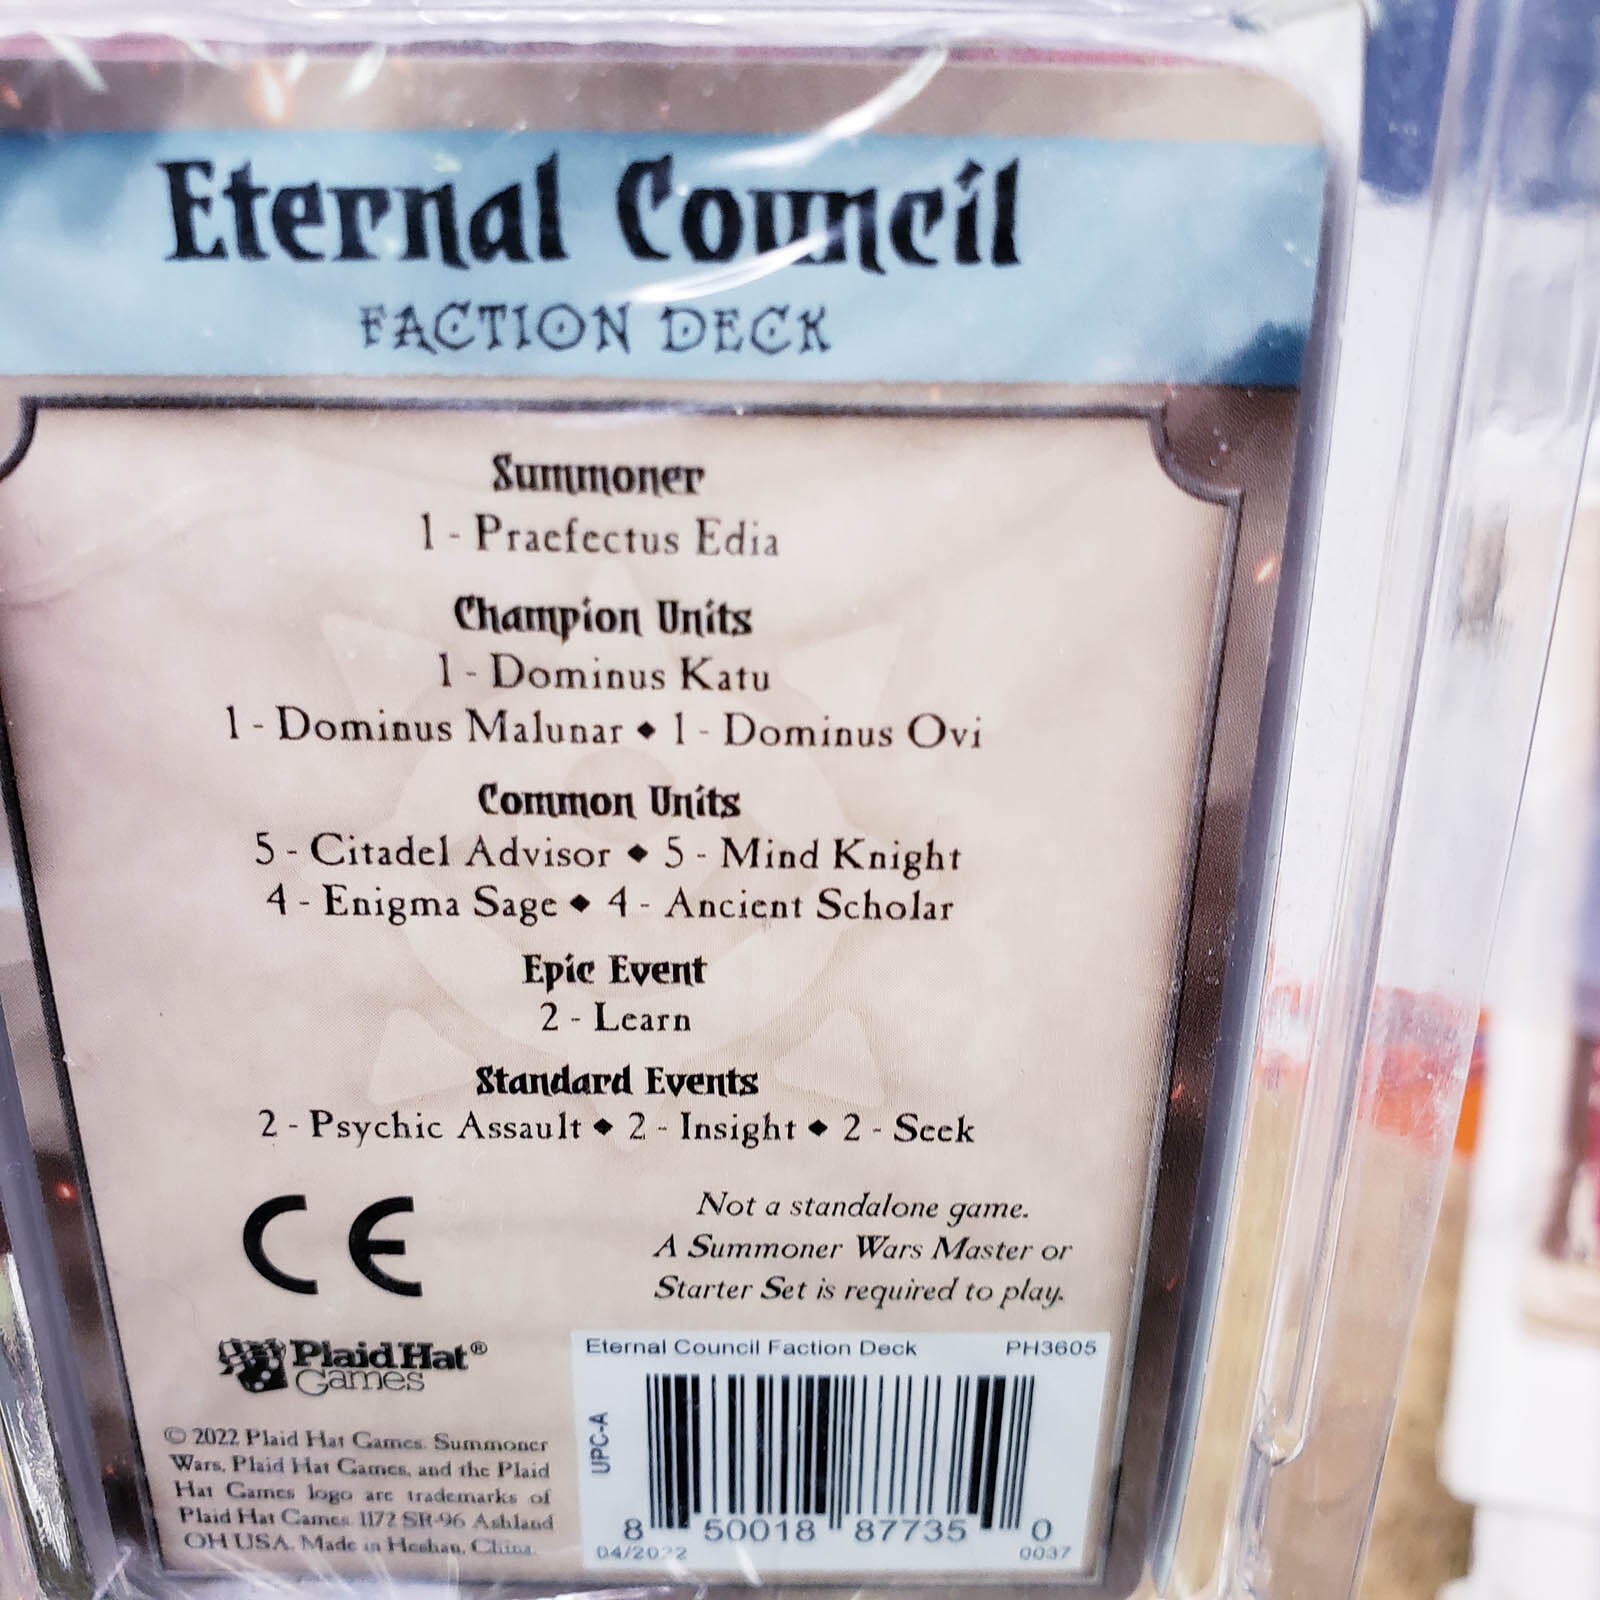 Eternal Council
FACTION DECK
Summoner
1 - Praefectus Edia
Champion Units
1 - Dominus Katu
1 - Dominus Malunar ◆ 1 - Dominus Ovi
Common Units
5 - Citadel Advisor ◆ 5 - Mind Knight
4 - Enigma Sage ◆ 4 - Ancient Scholar
Epic Event
2 - Learn
Standard Events
2 - Psychic Assault ◆ 2 - Insight ◆ 2 - Seek
CE
Not a standalone game.
A Summoner Wars Master or
Starter Set is required to play.
Plaid Hat®
Games
© 2022 Plaid Hat Games. Summoner
Wars, Plaid Hat Games, and the Plaid
Hat Games logo are trademarks of
Plaid Hat Games. 1172 SR-96 Ashland
OH USA. Made in Heshan, China.
Eternal Council Faction Deck PH3605
UPC-A
8 50018 87735 0
04/2022 0037